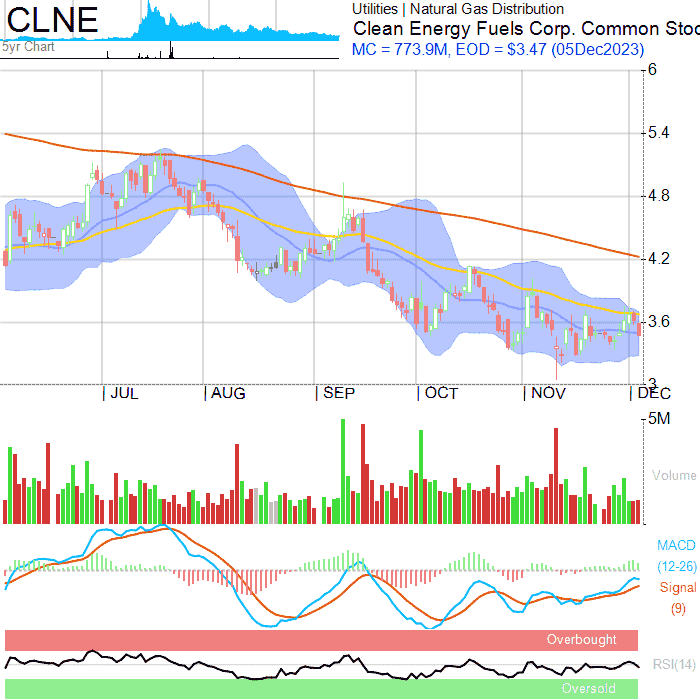 CLNE
Utilities | Natural Gas Distribution
Clean Energy Fuels Corp. Common Stoc
MC = 773.9M, EOD = $3.47 (05Dec2023)
5yr Chart
6
5.4
4.8
4.2
3.6
3
JUL AUG SEP OCT NOV DEC
5M
Volume
MACD
(12-26)
Signal
(9)
Overbought
RSI(14)
Oversold